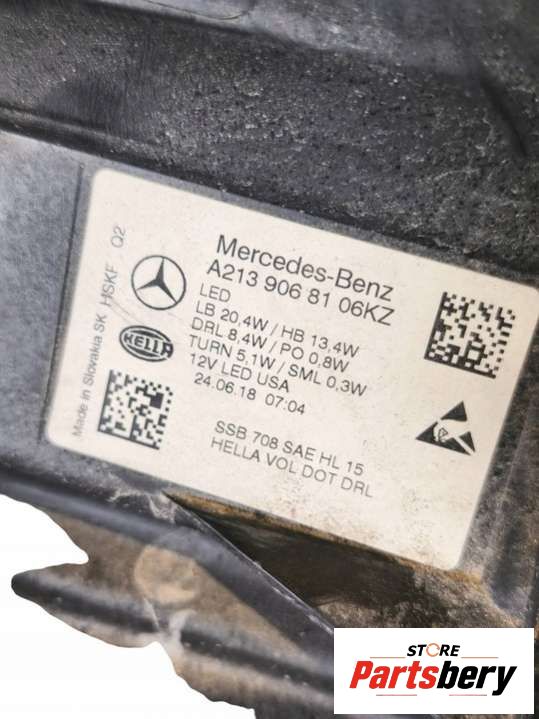 Mercedes-Benz
A213 906 81 06KZ
LED
LB 20,4W / HB 13,4W
DRL 8,4W / PO 0,8W
TURN 5,1W / SML 0,3W
12V LED USA
24.06.18 07:04
SSB 708 SAE HL 15
HELLA VOL DOT DRL
Made in Slovakia SK HSKF Q2
HELLA
STORE
Partsbery